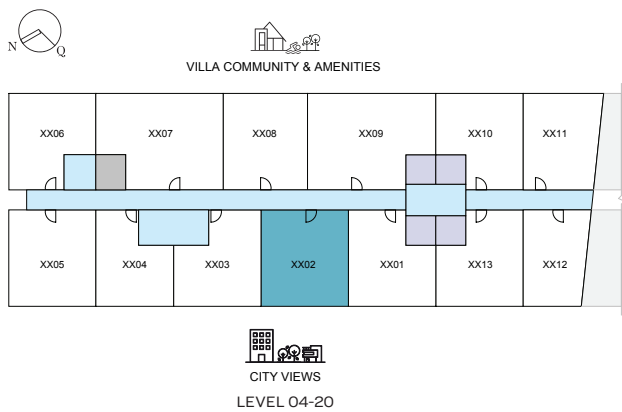 N
Q
VILLA COMMUNITY & AMENITIES
XX06
XX07
XX08
XX09
XX10
XX11
XX05
XX04
XX03
XX02
XX01
XX13
XX12
CITY VIEWS
LEVEL 04-20